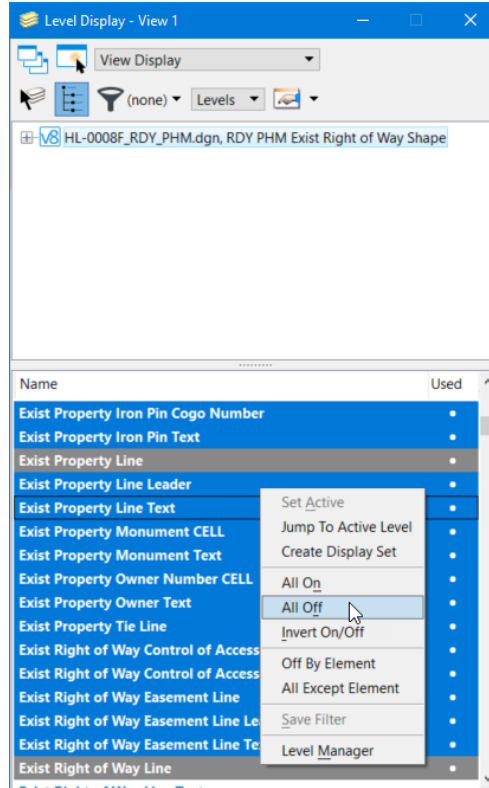 Level Display - View 1
View Display
(none)
Levels
V8 HL-0008F_RDY_PHM.dgn, RDY PHM Exist Right of Way Shape
Name Used
Exist Property Iron Pin Cogo Number
Exist Property Iron Pin Text
Exist Property Line
Exist Property Line Leader
Exist Property Line Text
Exist Property Monument CELL
Exist Property Monument Text
Exist Property Owner Number CELL
Exist Property Owner Text
Exist Property Tie Line
Exist Right of Way Control of Access
Exist Right of Way Control of Access
Exist Right of Way Easement Line
Exist Right of Way Easement Line Le
Exist Right of Way Easement Line Te
Exist Right of Way Line
Set Active
Jump To Active Level
Create Display Set
All On
All Off
Invert On/Off
Off By Element
All Except Element
Save Filter
Level Manager